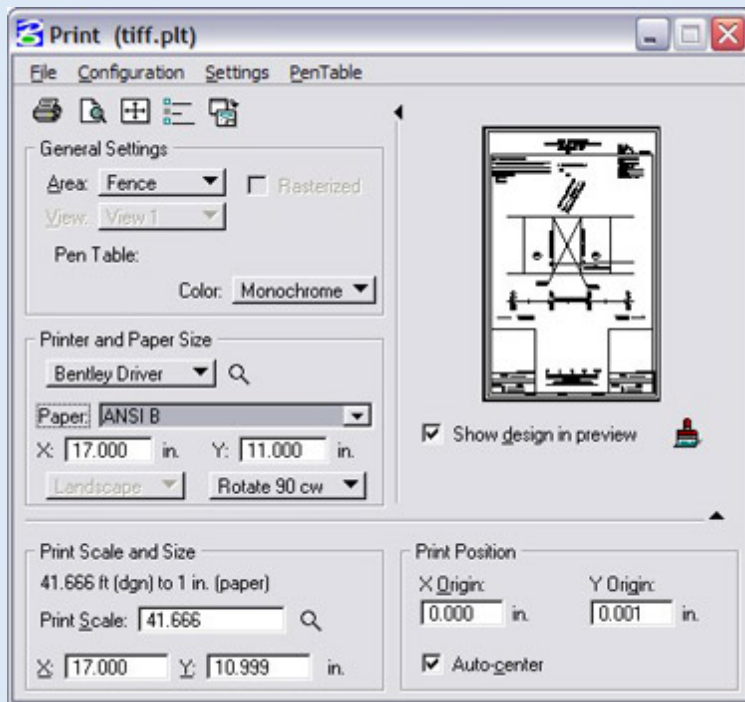 Print (tiff.plt)
File Configuration Settings PenTable
General Settings
Area: Fence Rasterized
View: View 1
Pen Table:
Color: Monochrome
Printer and Paper Size
Bentley Driver
Paper: ANSI B
X: 17.000 in. Y: 11.000 in.
Landscape Rotate 90 cw
Show design in preview
Print Scale and Size
41.666 ft (dgn) to 1 in. (paper)
Print Scale: 41.666
X: 17.000 Y: 10.999 in.
Print Position
X Origin: Y Origin:
0.000 in. 0.001 in.
Auto-center